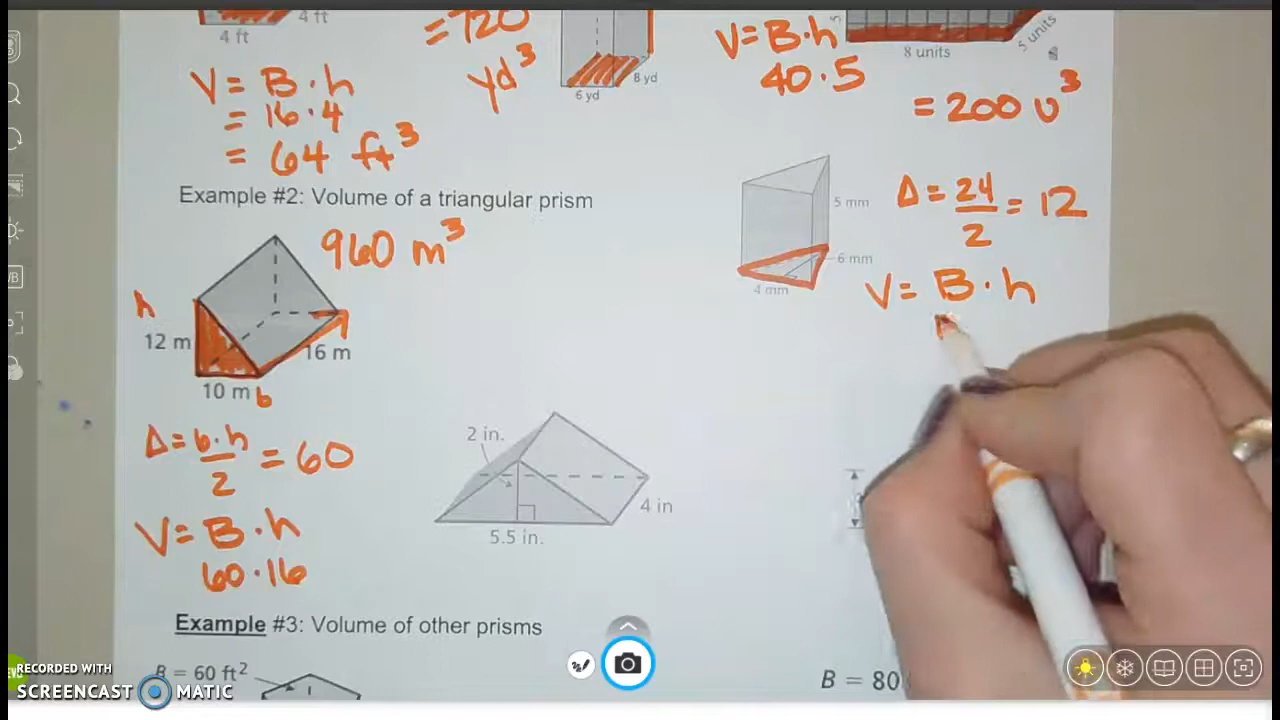 4 ft
4 ft
V = B · h
= 16 · 4
= 64 ft³
= 720
yd³
6 yd
8 yd
V = B · h
40 · 5
8 units
5 units
= 200 u³
Example #2: Volume of a triangular prism
960 m³
h
12 m
10 m b
16 m
Δ = b · h / 2 = 60
V = B · h
60 · 16
5 mm
6 mm
4 mm
Δ = 24 / 2 = 12
V = B · h
2 in.
4 in
5.5 in.
Example #3: Volume of other prisms
B = 60 ft²
B = 80
RECORDED WITH
SCREENCAST MATIC